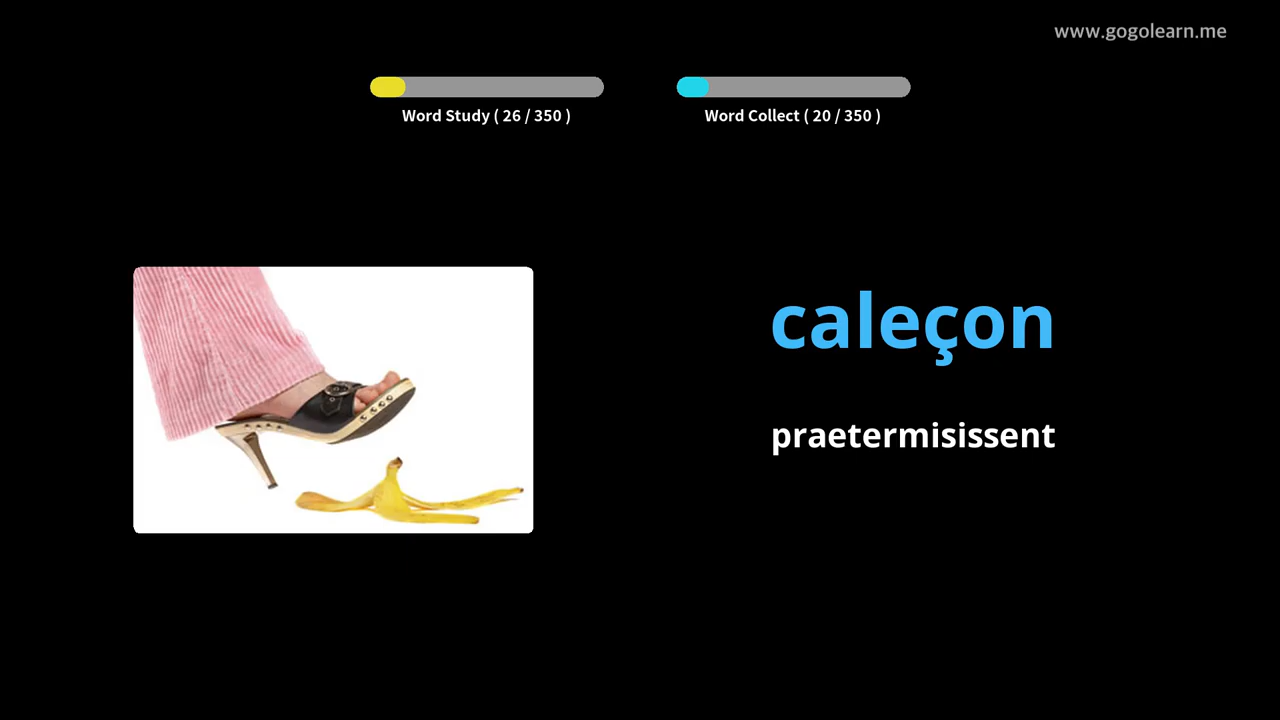 www.gogolearn.me
Word Study ( 26 / 350 )
Word Collect ( 20 / 350 )
caleçon
praetermisissent